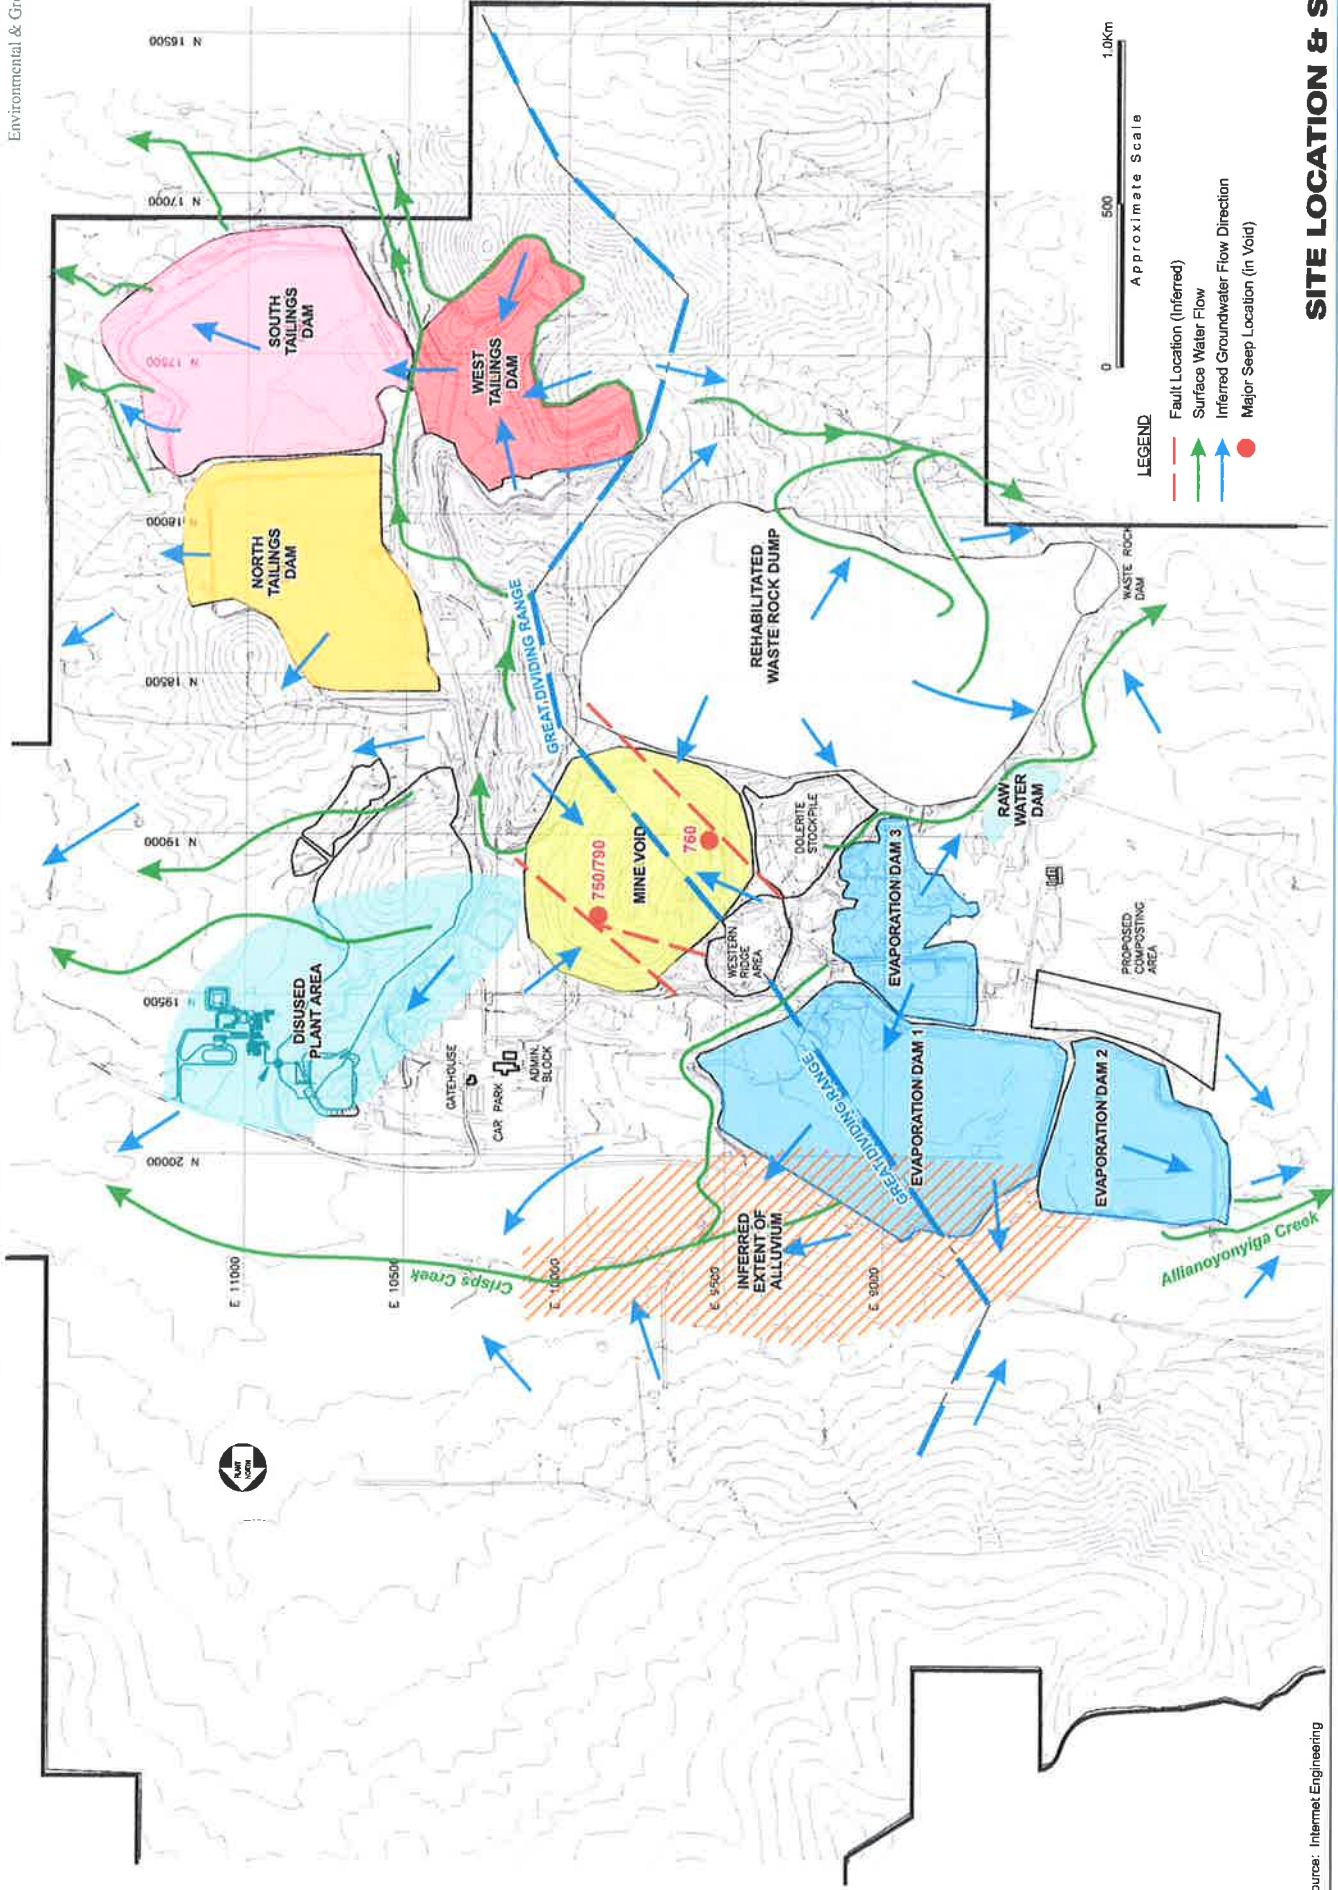 Environmental & Gr
N 16500
N 17000
N 17500
N 18000
N 18500
N 19000
N 19500
N 20000
E 11000
E 10500
E 10000
E 9500
E 9000
SOUTH
TAILINGS
DAM
NORTH
TAILINGS
DAM
WEST
TAILINGS
DAM
GREAT DIVIDING RANGE
REHABILITATED
WASTE ROCK DUMP
WASTE ROCK
DAM
MINE VOID
750/790
760
DOLERITE
STOCKPILE
WESTERN
RIDGE
AREA
RAW
WATER
DAM
EVAPORATION DAM 3
EVAPORATION DAM 1
EVAPORATION DAM 2
GREAT DIVIDING RANGE
PROPOSED
COMPOSTING
AREA
DISUSED
PLANT AREA
GATEHOUSE
CAR PARK
ADMIN.
BLOCK
INFERRED
EXTENT OF
ALLUVIUM
Crisps Creek
Allianoyonyiga Creek
PLANT
NORTH
0
500
1.0Km
Approximate Scale
LEGEND
Fault Location (Inferred)
Surface Water Flow
Inferred Groundwater Flow Direction
Major Seep Location (in Void)
SITE LOCATION & S
ource: Intermet Engineering